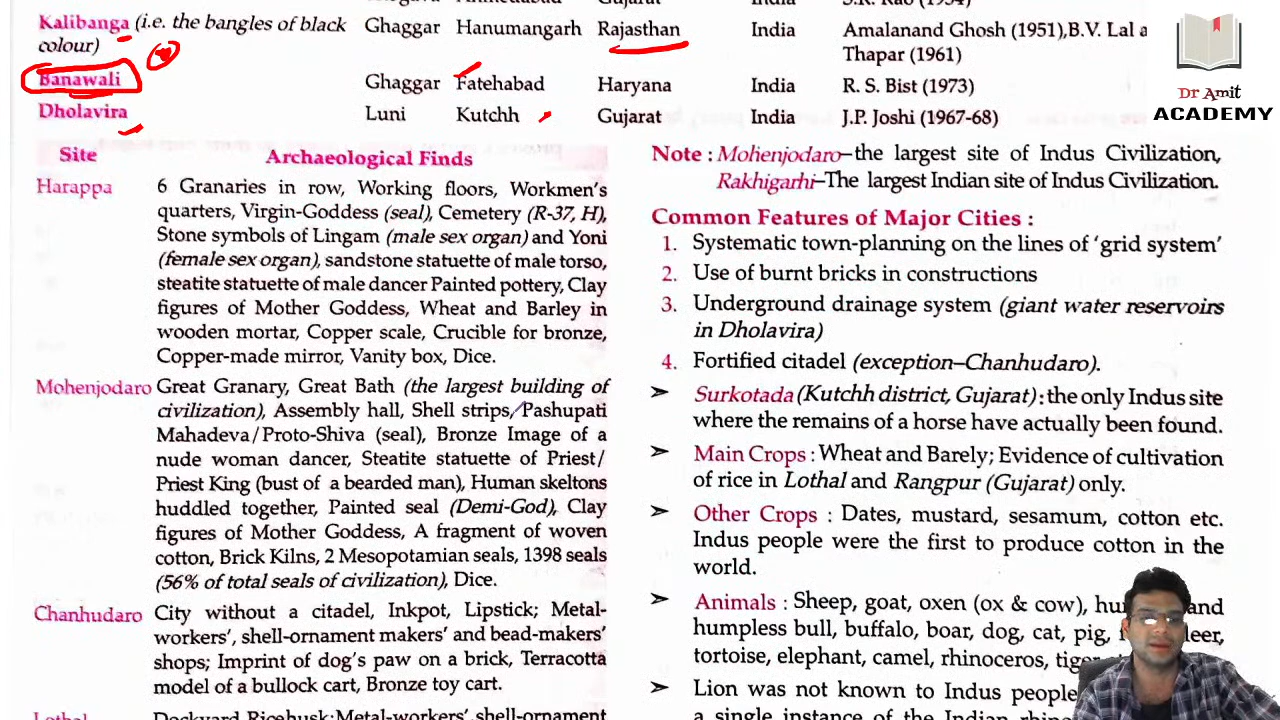 Kalibanga (i.e. the bangles of black Ghaggar Hanumangarh Rajasthan India Amalanand Ghosh (1951),B.V. Lal a
colour) Thapar (1961)
Banawali Ghaggar Fatehabad Haryana India R. S. Bist (1973)
Dholavira Luni Kutchh Gujarat India J.P. Joshi (1967-68)
Dr Amit
ACADEMY
Site Archaeological Finds
Harappa 6 Granaries in row, Working floors, Workmen's
quarters, Virgin-Goddess (seal), Cemetery (R-37, H),
Stone symbols of Lingam (male sex organ) and Yoni
(female sex organ), sandstone statuette of male torso,
steatite statuette of male dancer Painted pottery, Clay
figures of Mother Goddess, Wheat and Barley in
wooden mortar, Copper scale, Crucible for bronze,
Copper-made mirror, Vanity box, Dice.
Mohenjodaro Great Granary, Great Bath (the largest building of
civilization), Assembly hall, Shell strips, Pashupati
Mahadeva/Proto-Shiva (seal), Bronze Image of a
nude woman dancer, Steatite statuette of Priest/
Priest King (bust of a bearded man), Human skeltons
huddled together, Painted seal (Demi-God), Clay
figures of Mother Goddess, A fragment of woven
cotton, Brick Kilns, 2 Mesopotamian seals, 1398 seals
(56% of total seals of civilization), Dice.
Chanhudaro City without a citadel, Inkpot, Lipstick; Metal-
workers', shell-ornament makers' and bead-makers'
shops; Imprint of dog's paw on a brick, Terracotta
model of a bullock cart, Bronze toy cart.
Lothal Dockyard, Ricehusk; Metal-workers', shell-ornament
Note : Mohenjodaro–the largest site of Indus Civilization,
Rakhigarhi–The largest Indian site of Indus Civilization.
Common Features of Major Cities :
1. Systematic town-planning on the lines of 'grid system'
2. Use of burnt bricks in constructions
3. Underground drainage system (giant water reservoirs
in Dholavira)
4. Fortified citadel (exception–Chanhudaro).
➤ Surkotada (Kutchh district, Gujarat) : the only Indus site
where the remains of a horse have actually been found.
➤ Main Crops : Wheat and Barely; Evidence of cultivation
of rice in Lothal and Rangpur (Gujarat) only.
➤ Other Crops : Dates, mustard, sesamum, cotton etc.
Indus people were the first to produce cotton in the
world.
➤ Animals : Sheep, goat, oxen (ox & cow), and
humpless bull, buffalo, boar, dog, cat, pig,
tortoise, elephant, camel, rhinoceros,
➤ Lion was not known to Indus people
a single instance of the Indian